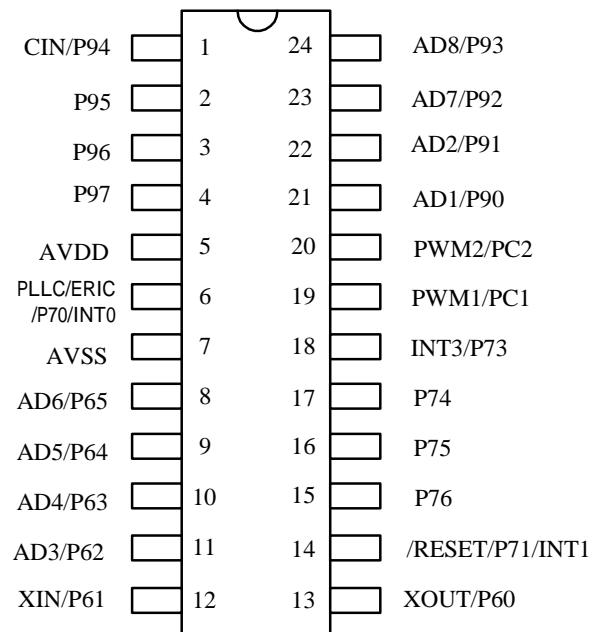 CIN/P94 1 24 AD8/P93
P95 2 23 AD7/P92
P96 3 22 AD2/P91
P97 4 21 AD1/P90
AVDD 5 20 PWM2/PC2
PLLC/ERIC
/P70/INT0 6 19 PWM1/PC1
AVSS 7 18 INT3/P73
AD6/P65 8 17 P74
AD5/P64 9 16 P75
AD4/P63 10 15 P76
AD3/P62 11 14 /RESET/P71/INT1
XIN/P61 12 13 XOUT/P60